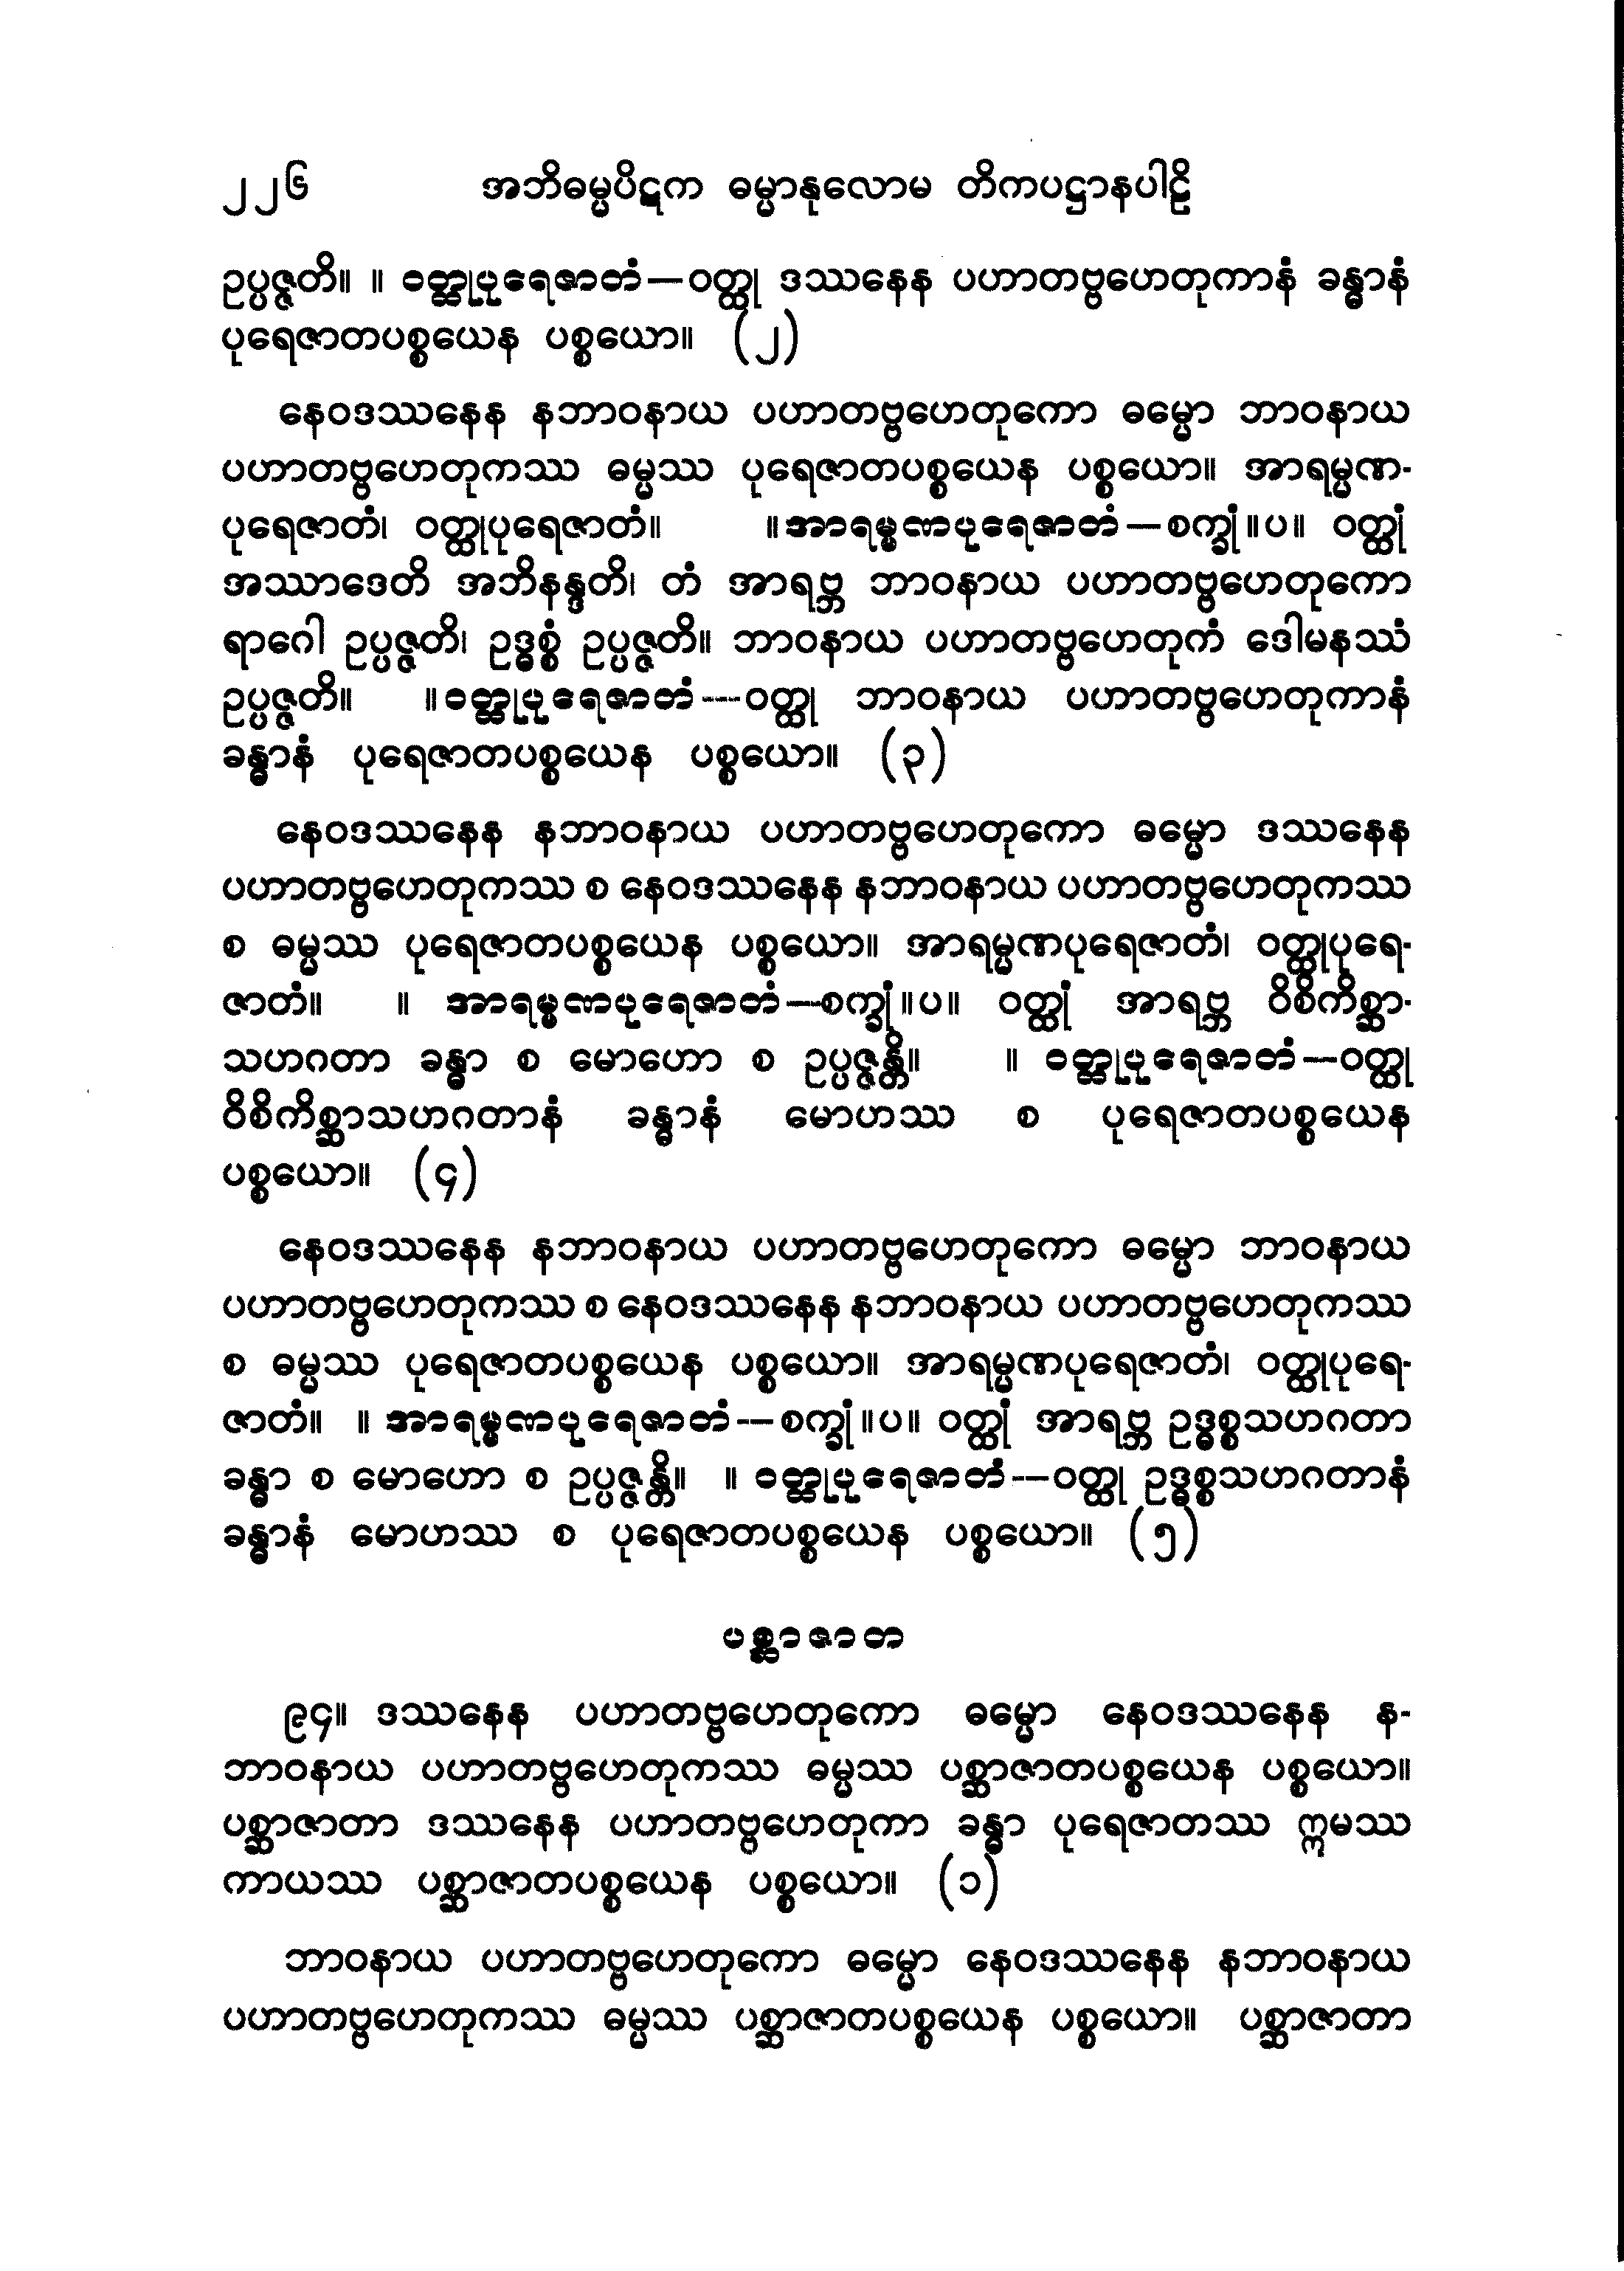 ၂၂၆ အဘိဓမ္မပိဋက ဓမ္မာနုလောမ တိကပဋ္ဌာနပါဠိ
ဥပ္ပဇ္ဇတိ။ ။ ဝတ္ထုပုရေဇာတံ—ဝတ္ထု ဒဿနေန ပဟာတဗ္ဗဟေတုကာနံ ခန္ဓာနံ
ပုရေဇာတပစ္စယေန ပစ္စယော။ (၂)
နေဝဒဿနေန နဘာဝနာယ ပဟာတဗ္ဗဟေတုကော ဓမ္မော ဘာဝနာယ
ပဟာတဗ္ဗဟေတုကဿ ဓမ္မဿ ပုရေဇာတပစ္စယေန ပစ္စယော။ အာရမ္မဏ-
ပုရေဇာတံ၊ ဝတ္ထုပုရေဇာတံ။ ။အာရမ္မဏပုရေဇာတံ—စက္ခုံ။ပ။ ဝတ္ထုံ
အဿာဒေတိ အဘိနန္ဒတိ၊ တံ အာရဗ္ဘ ဘာဝနာယ ပဟာတဗ္ဗဟေတုကော
ရာဂေါ ဥပ္ပဇ္ဇတိ၊ ဥဒ္ဓစ္စံ ဥပ္ပဇ္ဇတိ။ ဘာဝနာယ ပဟာတဗ္ဗဟေတုကံ ဒေါမနဿံ
ဥပ္ပဇ္ဇတိ။ ။ဝတ္ထုပုရေဇာတံ---ဝတ္ထု ဘာဝနာယ ပဟာတဗ္ဗဟေတုကာနံ
ခန္ဓာနံ ပုရေဇာတပစ္စယေန ပစ္စယော။ (၃)
နေဝဒဿနေန နဘာဝနာယ ပဟာတဗ္ဗဟေတုကော ဓမ္မော ဒဿနေန
ပဟာတဗ္ဗဟေတုကဿ စ နေဝဒဿနေန နဘာဝနာယ ပဟာတဗ္ဗဟေတုကဿ
စ ဓမ္မဿ ပုရေဇာတပစ္စယေန ပစ္စယော။ အာရမ္မဏပုရေဇာတံ၊ ဝတ္ထုပုရေ-
ဇာတံ။ ။ အာရမ္မဏပုရေဇာတံ—စက္ခုံ။ပ။ ဝတ္ထုံ အာရဗ္ဘ ဝိစိကိစ္ဆာ-
သဟဂတာ ခန္ဓာ စ မောဟော စ ဥပ္ပဇ္ဇန္တိ။ ။ ဝတ္ထုပုရေဇာတံ—ဝတ္ထု
ဝိစိကိစ္ဆာသဟဂတာနံ ခန္ဓာနံ မောဟဿ စ ပုရေဇာတပစ္စယေန
ပစ္စယော။ (၄)
နေဝဒဿနေန နဘာဝနာယ ပဟာတဗ္ဗဟေတုကော ဓမ္မော ဘာဝနာယ
ပဟာတဗ္ဗဟေတုကဿ စ နေဝဒဿနေန နဘာဝနာယ ပဟာတဗ္ဗဟေတုကဿ
စ ဓမ္မဿ ပုရေဇာတပစ္စယေန ပစ္စယော။ အာရမ္မဏပုရေဇာတံ၊ ဝတ္ထုပုရေ-
ဇာတံ။ ။ အာရမ္မဏပုရေဇာတံ—စက္ခုံ။ပ။ ဝတ္ထုံ အာရဗ္ဘ ဥဒ္ဓစ္စသဟဂတာ
ခန္ဓာ စ မောဟော စ ဥပ္ပဇ္ဇန္တိ။ ။ ဝတ္ထုပုရေဇာတံ—ဝတ္ထု ဥဒ္ဓစ္စသဟဂတာနံ
ခန္ဓာနံ မောဟဿ စ ပုရေဇာတပစ္စယေန ပစ္စယော။ (၅)
ပစ္ဆာဇာတ
၉၄။ ဒဿနေန ပဟာတဗ္ဗဟေတုကော ဓမ္မော နေဝဒဿနေန န-
ဘာဝနာယ ပဟာတဗ္ဗဟေတုကဿ ဓမ္မဿ ပစ္ဆာဇာတပစ္စယေန ပစ္စယော။
ပစ္ဆာဇာတာ ဒဿနေန ပဟာတဗ္ဗဟေတုကာ ခန္ဓာ ပုရေဇာတဿ ဣမဿ
ကာယဿ ပစ္ဆာဇာတပစ္စယေန ပစ္စယော။ (၁)
ဘာဝနာယ ပဟာတဗ္ဗဟေတုကော ဓမ္မော နေဝဒဿနေန နဘာဝနာယ
ပဟာတဗ္ဗဟေတုကဿ ဓမ္မဿ ပစ္ဆာဇာတပစ္စယေန ပစ္စယော။ ပစ္ဆာဇာတာ